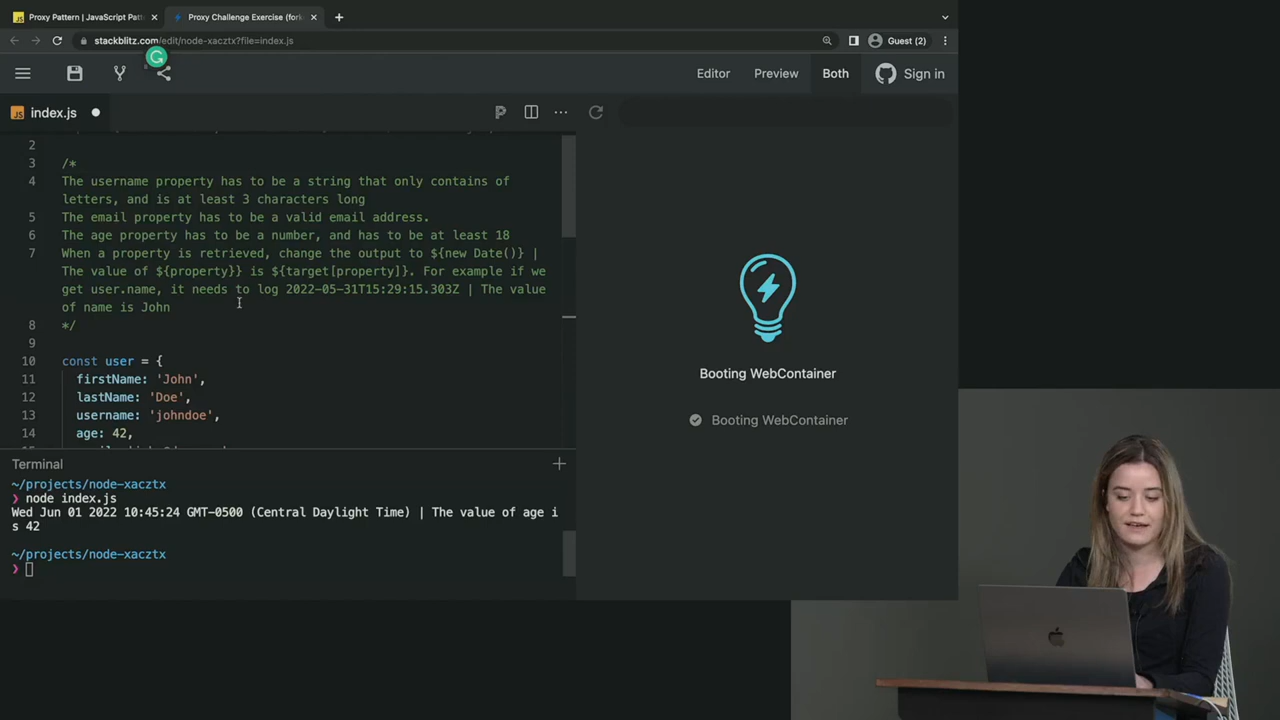 Proxy Pattern | JavaScript Patt
Proxy Challenge Exercise (fork
stackblitz.com/edit/node-xacztx?file=index.js
Guest (2)
Editor
Preview
Both
Sign in
index.js
2
3 /*
4 The username property has to be a string that only contains of
letters, and is at least 3 characters long
5 The email property has to be a valid email address.
6 The age property has to be a number, and has to be at least 18
7 When a property is retrieved, change the output to ${new Date()} |
The value of ${property}} is ${target[property]}. For example if we
get user.name, it needs to log 2022-05-31T15:29:15.303Z | The value
of name is John
8 */
9
10 const user = {
11 firstName: 'John',
12 lastName: 'Doe',
13 username: 'johndoe',
14 age: 42,
Terminal
~/projects/node-xacztx
❯ node index.js
Wed Jun 01 2022 10:45:24 GMT-0500 (Central Daylight Time) | The value of age i
s 42
~/projects/node-xacztx
❯
Booting WebContainer
Booting WebContainer